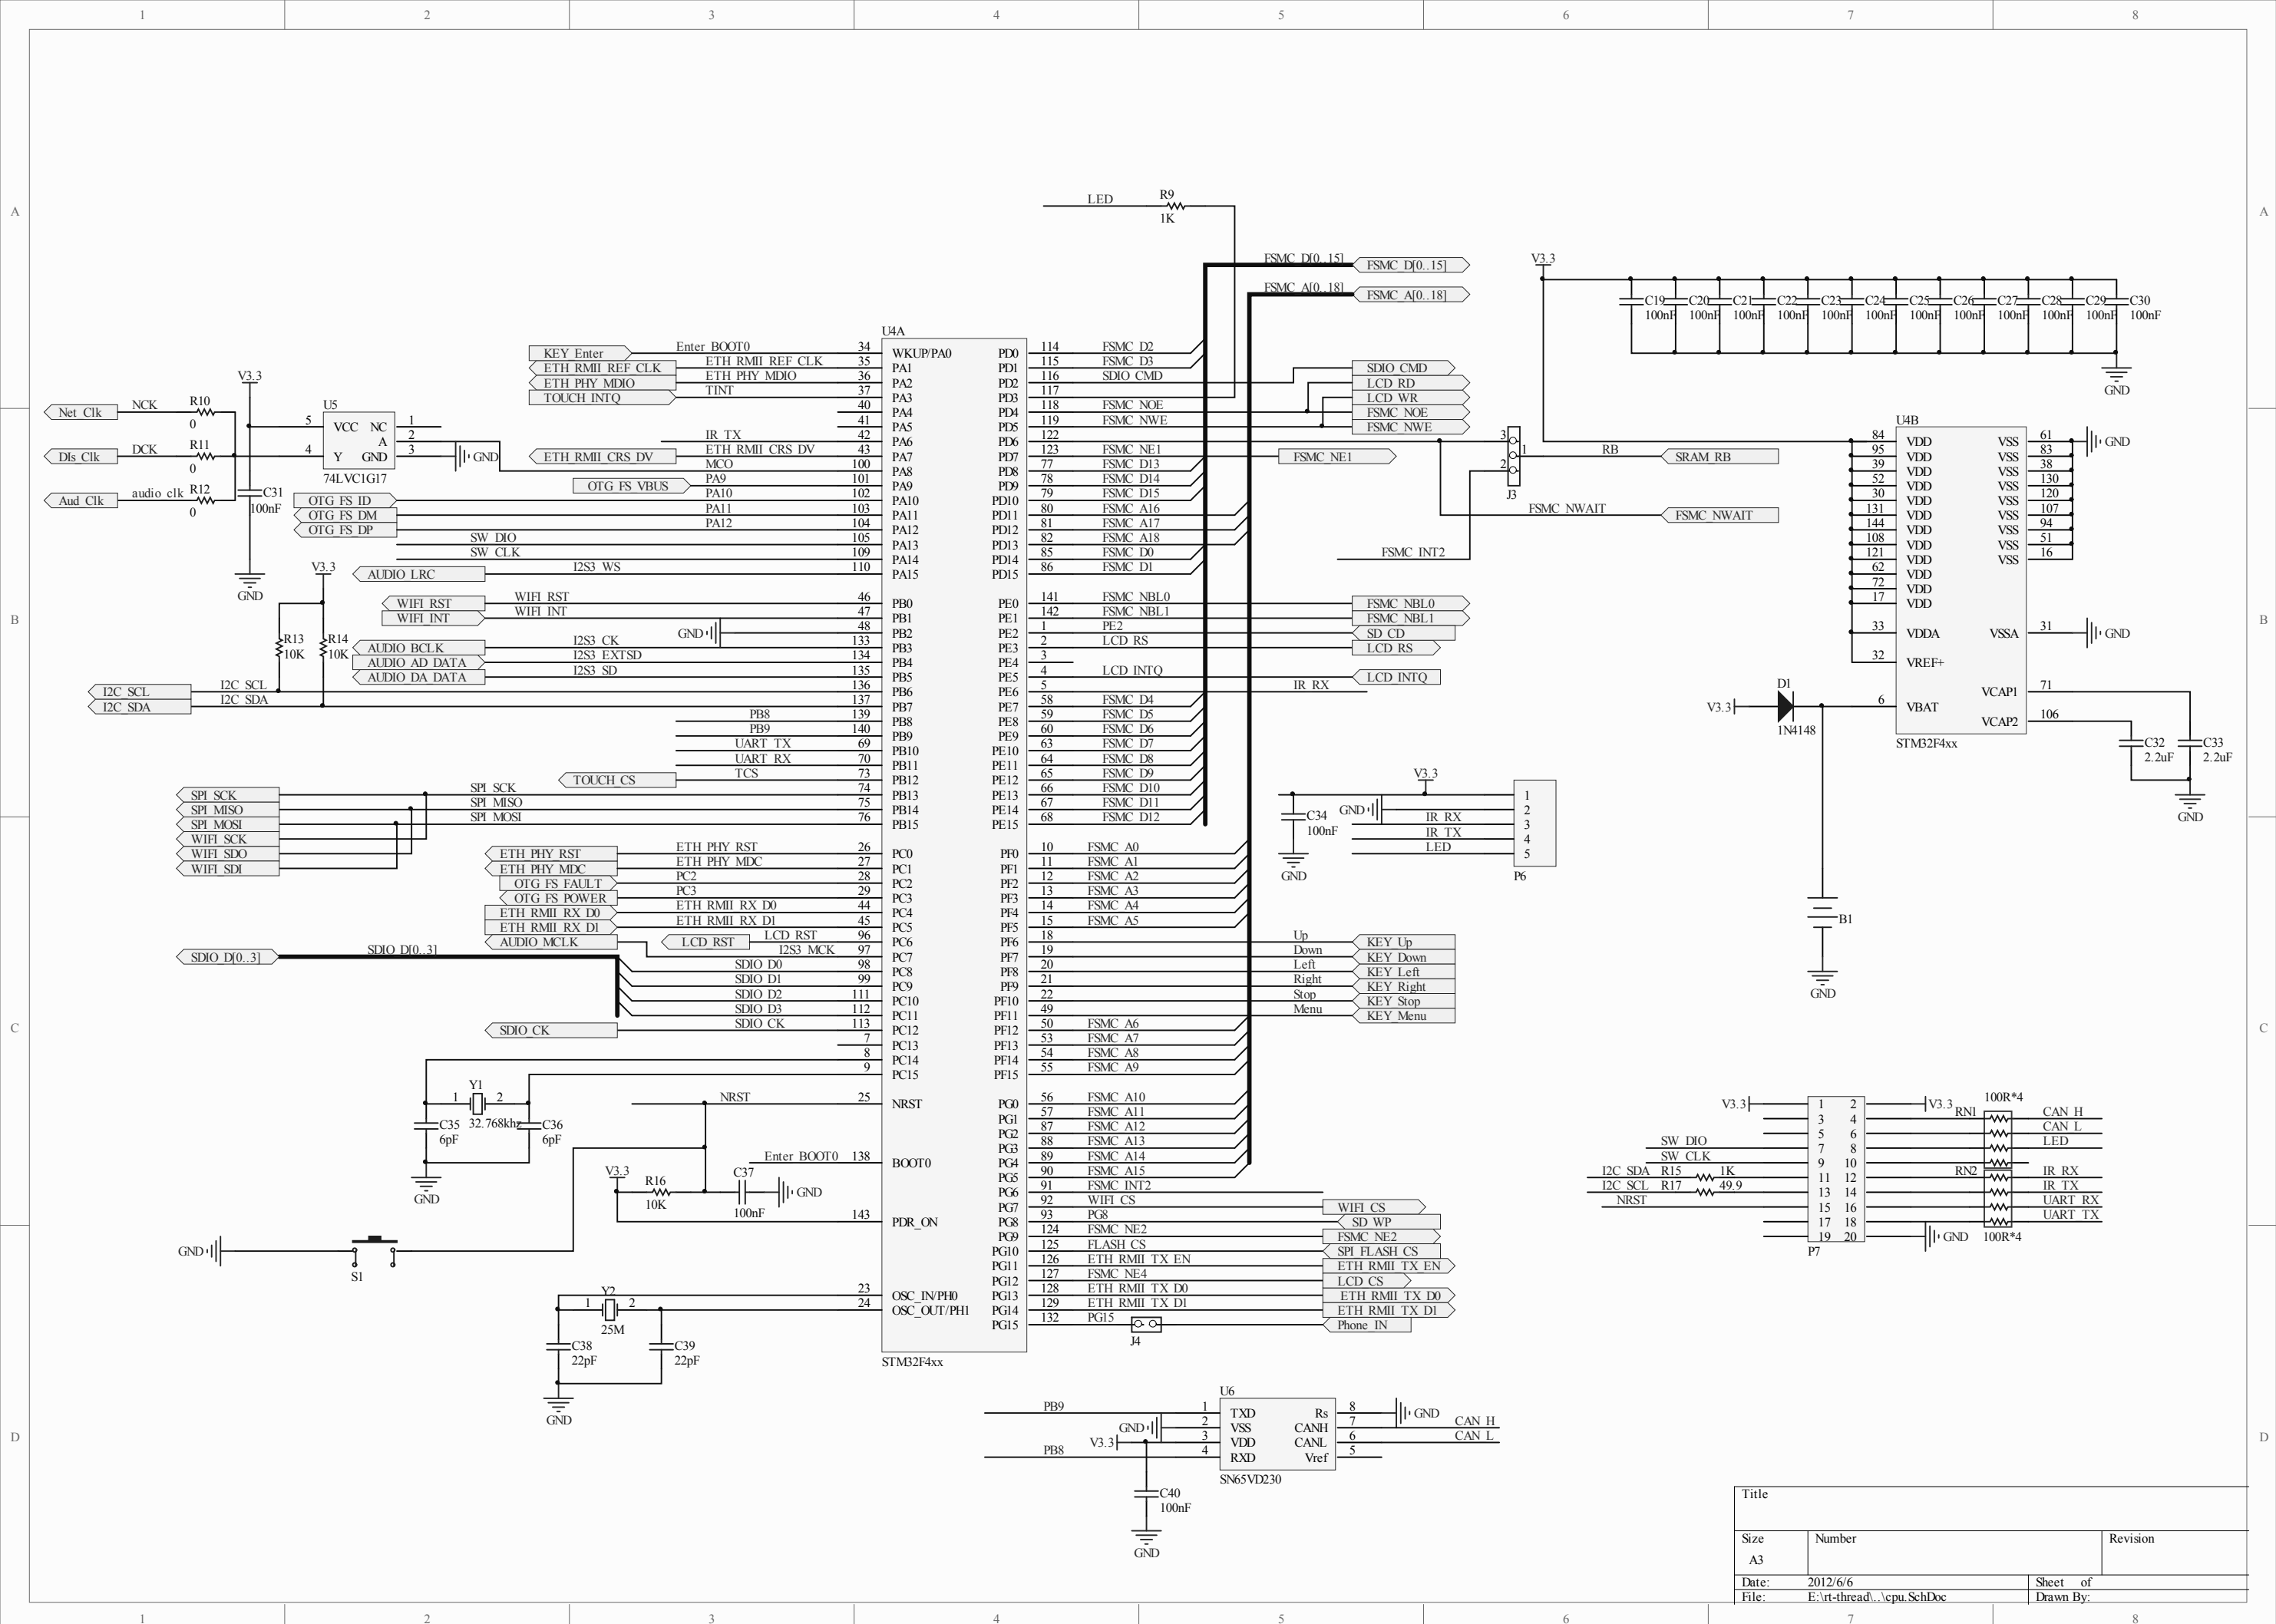 1 2 3 4 5 6 7 8
A A
LED R9
1K
FSMC_D[0..15] FSMC_D[0..15]
FSMC_A[0..18] FSMC_A[0..18]
V3.3
C19 C20 C21 C22 C23 C24 C25 C26 C27 C28 C29 C30
100nF 100nF 100nF 100nF 100nF 100nF 100nF 100nF 100nF 100nF 100nF 100nF
GND
U4A
KEY_Enter Enter_BOOT0 34 WKUP/PA0 PD0 114 FSMC_D2
ETH_RMII_REF_CLK ETH_RMII_REF_CLK 35 PA1 PD1 115 FSMC_D3
ETH_PHY_MDIO ETH_PHY_MDIO 36 PA2 PD2 116 SDIO_CMD SDIO_CMD
TOUCH_INTQ TINT 37 PA3 PD3 117
40 PA4 PD4 118 FSMC_NOE
41 PA5 PD5 119 FSMC_NWE
IR_TX 42 PA6 PD6 122
ETH_RMII_CRS_DV ETH_RMII_CRS_DV 43 PA7 PD7 123 FSMC_NE1 FSMC_NE1
MCO 100 PA8 PD8 77 FSMC_D13
OTG_FS_VBUS PA9 101 PA9 PD9 78 FSMC_D14
OTG_FS_ID PA10 102 PA10 PD10 79 FSMC_D15
OTG_FS_DM PA11 103 PA11 PD11 80 FSMC_A16
OTG_FS_DP PA12 104 PA12 PD12 81 FSMC_A17
SW_DIO 105 PA13 PD13 82 FSMC_A18
SW_CLK 109 PA14 PD14 85 FSMC_D0
AUDIO_LRC I2S3_WS 110 PA15 PD15 86 FSMC_D1
LCD_RD
LCD_WR
FSMC_NOE
FSMC_NWE
3
1
2
J3
RB SRAM_RB
FSMC_NWAIT FSMC_NWAIT
FSMC_INT2
V3.3
Net_Clk NCK R10
0
DIs_Clk DCK R11
0
Aud_Clk audio_clk R12
0
U5
5 VCC NC 1
A 2
4 Y GND 3
GND
74LVC1G17
C31
100nF
GND
V3.3
R13
10K
R14
10K
B B
WIFI_RST WIFI_RST 46 PB0 PE0 141 FSMC_NBL0 FSMC_NBL0
WIFI_INT WIFI_INT 47 PB1 PE1 142 FSMC_NBL1 FSMC_NBL1
GND 48 PB2 PE2 1 PE2 SD_CD
AUDIO_BCLK I2S3_CK 133 PB3 PE3 2 LCD_RS LCD_RS
AUDIO_AD_DATA I2S3_EXTSD 134 PB4 PE4 3
AUDIO_DA_DATA I2S3_SD 135 PB5 PE5 4 LCD_INTQ LCD_INTQ
I2C_SCL I2C_SCL 136 PB6 PE6 5 IR_RX
I2C_SDA I2C_SDA 137 PB7 PE7 58 FSMC_D4
PB8 139 PB8 PE8 59 FSMC_D5
PB9 140 PB9 PE9 60 FSMC_D6
UART_TX 69 PB10 PE10 63 FSMC_D7
UART_RX 70 PB11 PE11 64 FSMC_D8
TOUCH_CS TCS 73 PB12 PE12 65 FSMC_D9
SPI_SCK SPI_SCK 74 PB13 PE13 66 FSMC_D10
SPI_MISO SPI_MISO 75 PB14 PE14 67 FSMC_D11
SPI_MOSI SPI_MOSI 76 PB15 PE15 68 FSMC_D12
WIFI_SCK
WIFI_SDO
WIFI_SDI
U4B
84 VDD VSS 61 GND
95 VDD VSS 83
39 VDD VSS 38
52 VDD VSS 130
30 VDD VSS 120
131 VDD VSS 107
144 VDD VSS 94
108 VDD VSS 51
121 VDD VSS 16
62 VDD
72 VDD
17 VDD
33 VDDA VSSA 31 GND
32 VREF+
VCAP1 71
V3.3 D1 6 VBAT
1N4148
VCAP2 106
STM32F4xx
C32
2.2uF
C33
2.2uF
GND
V3.3
C34
100nF
GND
1
GND 2
IR_RX 3
IR_TX 4
LED 5
P6
B1
GND
ETH_PHY_RST ETH_PHY_RST 26 PC0 PF0 10 FSMC_A0
ETH_PHY_MDC ETH_PHY_MDC 27 PC1 PF1 11 FSMC_A1
OTG_FS_FAULT PC2 28 PC2 PF2 12 FSMC_A2
OTG_FS_POWER PC3 29 PC3 PF3 13 FSMC_A3
ETH_RMII_RX_D0 ETH_RMII_RX_D0 44 PC4 PF4 14 FSMC_A4
ETH_RMII_RX_D1 ETH_RMII_RX_D1 45 PC5 PF5 15 FSMC_A5
AUDIO_MCLK LCD_RST LCD_RST 96 PC6 PF6 18 Up KEY_Up
I2S3_MCK 97 PC7 PF7 19 Down KEY_Down
SDIO_D[0..3] SDIO_D[0..3] SDIO_D0 98 PC8 PF8 20 Left KEY_Left
SDIO_D1 99 PC9 PF9 21 Right KEY_Right
SDIO_D2 111 PC10 PF10 22 Stop KEY_Stop
SDIO_D3 112 PC11 PF11 49 Menu KEY_Menu
C C
SDIO_CK SDIO_CK 113 PC12 PF12 50 FSMC_A6
7 PC13 PF13 53 FSMC_A7
8 PC14 PF14 54 FSMC_A8
9 PC15 PF15 55 FSMC_A9
Y1
1 2
32.768khz
C35
6pF
C36
6pF
GND
NRST 25 NRST PG0 56 FSMC_A10
PG1 57 FSMC_A11
PG2 87 FSMC_A12
PG3 88 FSMC_A13
Enter_BOOT0 138 BOOT0 PG4 89 FSMC_A14
PG5 90 FSMC_A15
PG6 91 FSMC_INT2
PG7 92 WIFI_CS WIFI_CS
143 PDR_ON PG8 93 PG8 SD_WP
PG9 124 FSMC_NE2 FSMC_NE2
PG10 125 FLASH_CS SPI_FLASH_CS
PG11 126 ETH_RMII_TX_EN ETH_RMII_TX_EN
PG12 127 FSMC_NE4 LCD_CS
23 OSC_IN/PH0 PG13 128 ETH_RMII_TX_D0 ETH_RMII_TX_D0
24 OSC_OUT/PH1 PG14 129 ETH_RMII_TX_D1 ETH_RMII_TX_D1
PG15 132 PG15 Phone_IN
J4
STM32F4xx
V3.3
R16
10K
C37
100nF
GND
GND
S1
Y2
1 2
25M
C38
22pF
C39
22pF
GND
100R*4
V3.3 1 2 V3.3
3 4 RN1 CAN_H
5 6 CAN_L
SW_DIO 7 8 LED
SW_CLK 9 10
I2C_SDA R15 1K 11 12 RN2 IR_RX
I2C_SCL R17 49.9 13 14 IR_TX
NRST 15 16 UART_RX
17 18 UART_TX
19 20 GND
P7 100R*4
D D
U6
PB9 1 TXD Rs 8 GND
GND 2 VSS CANH 7 CAN_H
V3.3 3 VDD CANL 6 CAN_L
PB8 4 RXD Vref 5
SN65VD230
C40
100nF
GND
Title
Size Number Revision
A3
Date: 2012/6/6 Sheet of
File: E:\rt-thread\..\cpu.SchDoc Drawn By:
1 2 3 4 5 6 7 8